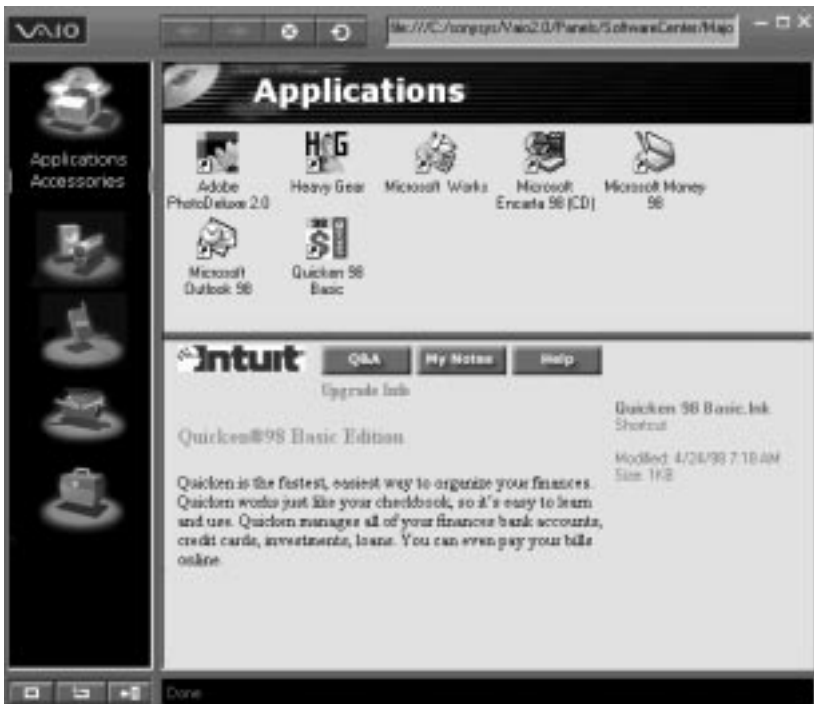 VAIO
file:///C:/sonysys/Vaio2.0/Panels/SoftwareCenter/Majo
Applications
Applications
Accessories
Adobe
PhotoDeluxe 2.0
Heavy Gear
Microsoft Works
Microsoft
Encarta 98 (CD)
Microsoft Money
98
Microsoft
Outlook 98
Quicken 98
Basic
Intuit
Q&A
My Notes
Help
Upgrade Info
Quicken®98 Basic Edition
Quicken is the fastest, easiest way to organize your finances.
Quicken works just like your checkbook, so it's easy to learn
and use. Quicken manages all of your finances bank accounts,
credit cards, investments, loans. You can even pay your bills
online.
Quicken 98 Basic.lnk
Shortcut
Modified: 4/24/98 7:18 AM
Size: 1KB
Done